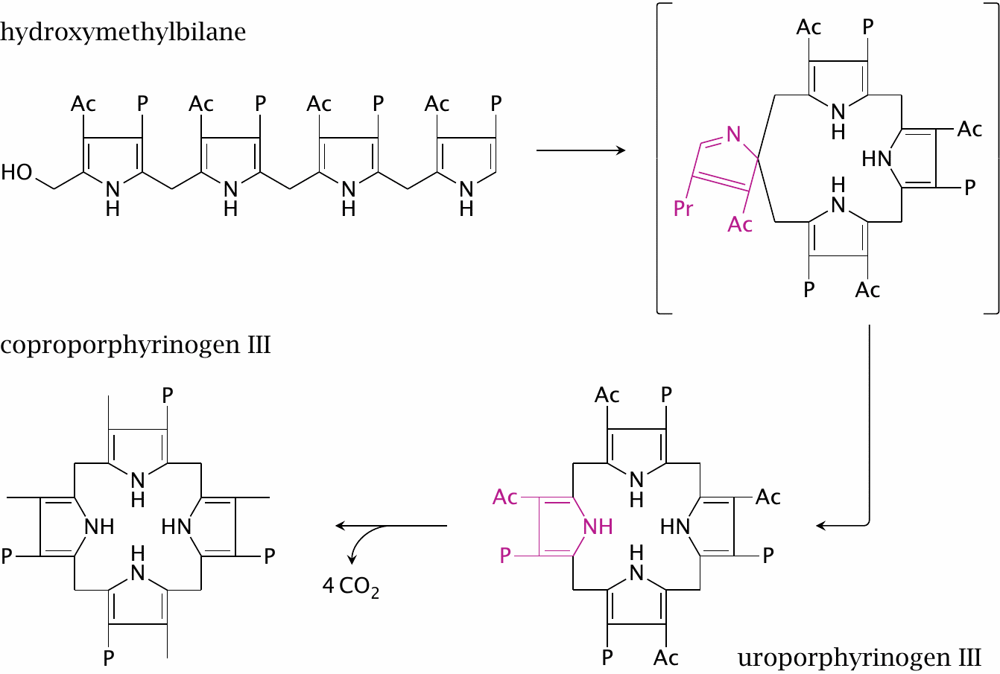 hydroxymethylbilane
Ac P Ac P Ac P Ac P
HO N H N H N H N H
Ac P
N H
N
Ac
HN
H N
P
Pr
Ac
P Ac
coproporphyrinogen III
P
N H
NH HN
H N
P P
P
4 CO2
Ac P
N H
Ac Ac
NH HN
H N
P P
P Ac
uroporphyrinogen III